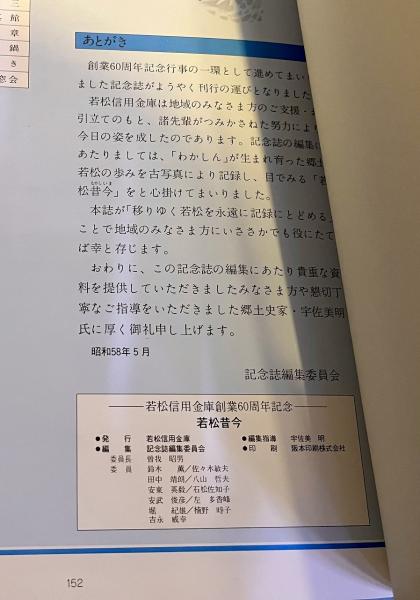 三
館
章
鍋
き
窓会
あとがき
創業60周年記念行事の一環として進めてまい
ました記念誌がようやく刊行の運びとなりました
若松信用金庫は地域のみなさま方のご支援・
引立てのもと、諸先輩がつみかさねた努力により
今日の姿を成したのであります。記念誌の編集に
あたりましては、「わかしん」が生まれ育った郷土
若松の歩みを古写真により記録し、目でみる「若
むかしいま
松昔今」をと心掛けてまいりました。
本誌が「移りゆく若松を永遠に記録にとどめる」
ことで地域のみなさま方にいささかでも役にたて
ば幸と存じます。
おわりに、この記念誌の編集にあたり貴重な資
料を提供していただきましたみなさま方や懇切丁
寧なご指導をいただきました郷土史家・宇佐美明
氏に厚く御礼申し上げます。
昭和58年5月
記念誌編集委員会
若松信用金庫創業60周年記念
若松昔今
●発行 若松信用金庫 ●編集指導 宇佐美 明
●編集 記念誌編集委員会 ●印刷 阪本印刷株式会社
委員長 曽我 昭男
委員 鈴木 薫/佐々木敏夫
田中 靖朗/八山 哲夫
安東 英毅/石松佐知子
安武 俊彦/左 多香峰
堀 紀雄/横野 時子
吉永 威幸
152